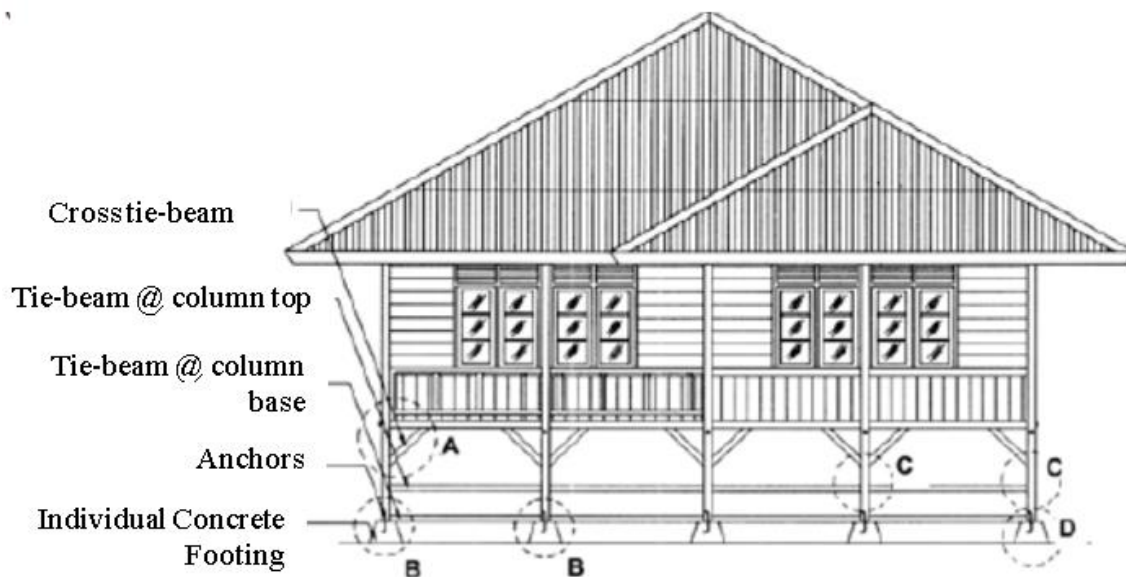 Crosstie-beam
Tie-beam @ column top
Tie-beam @ column
base
Anchors
Individual Concrete
Footing
A
B
B
C
C
D